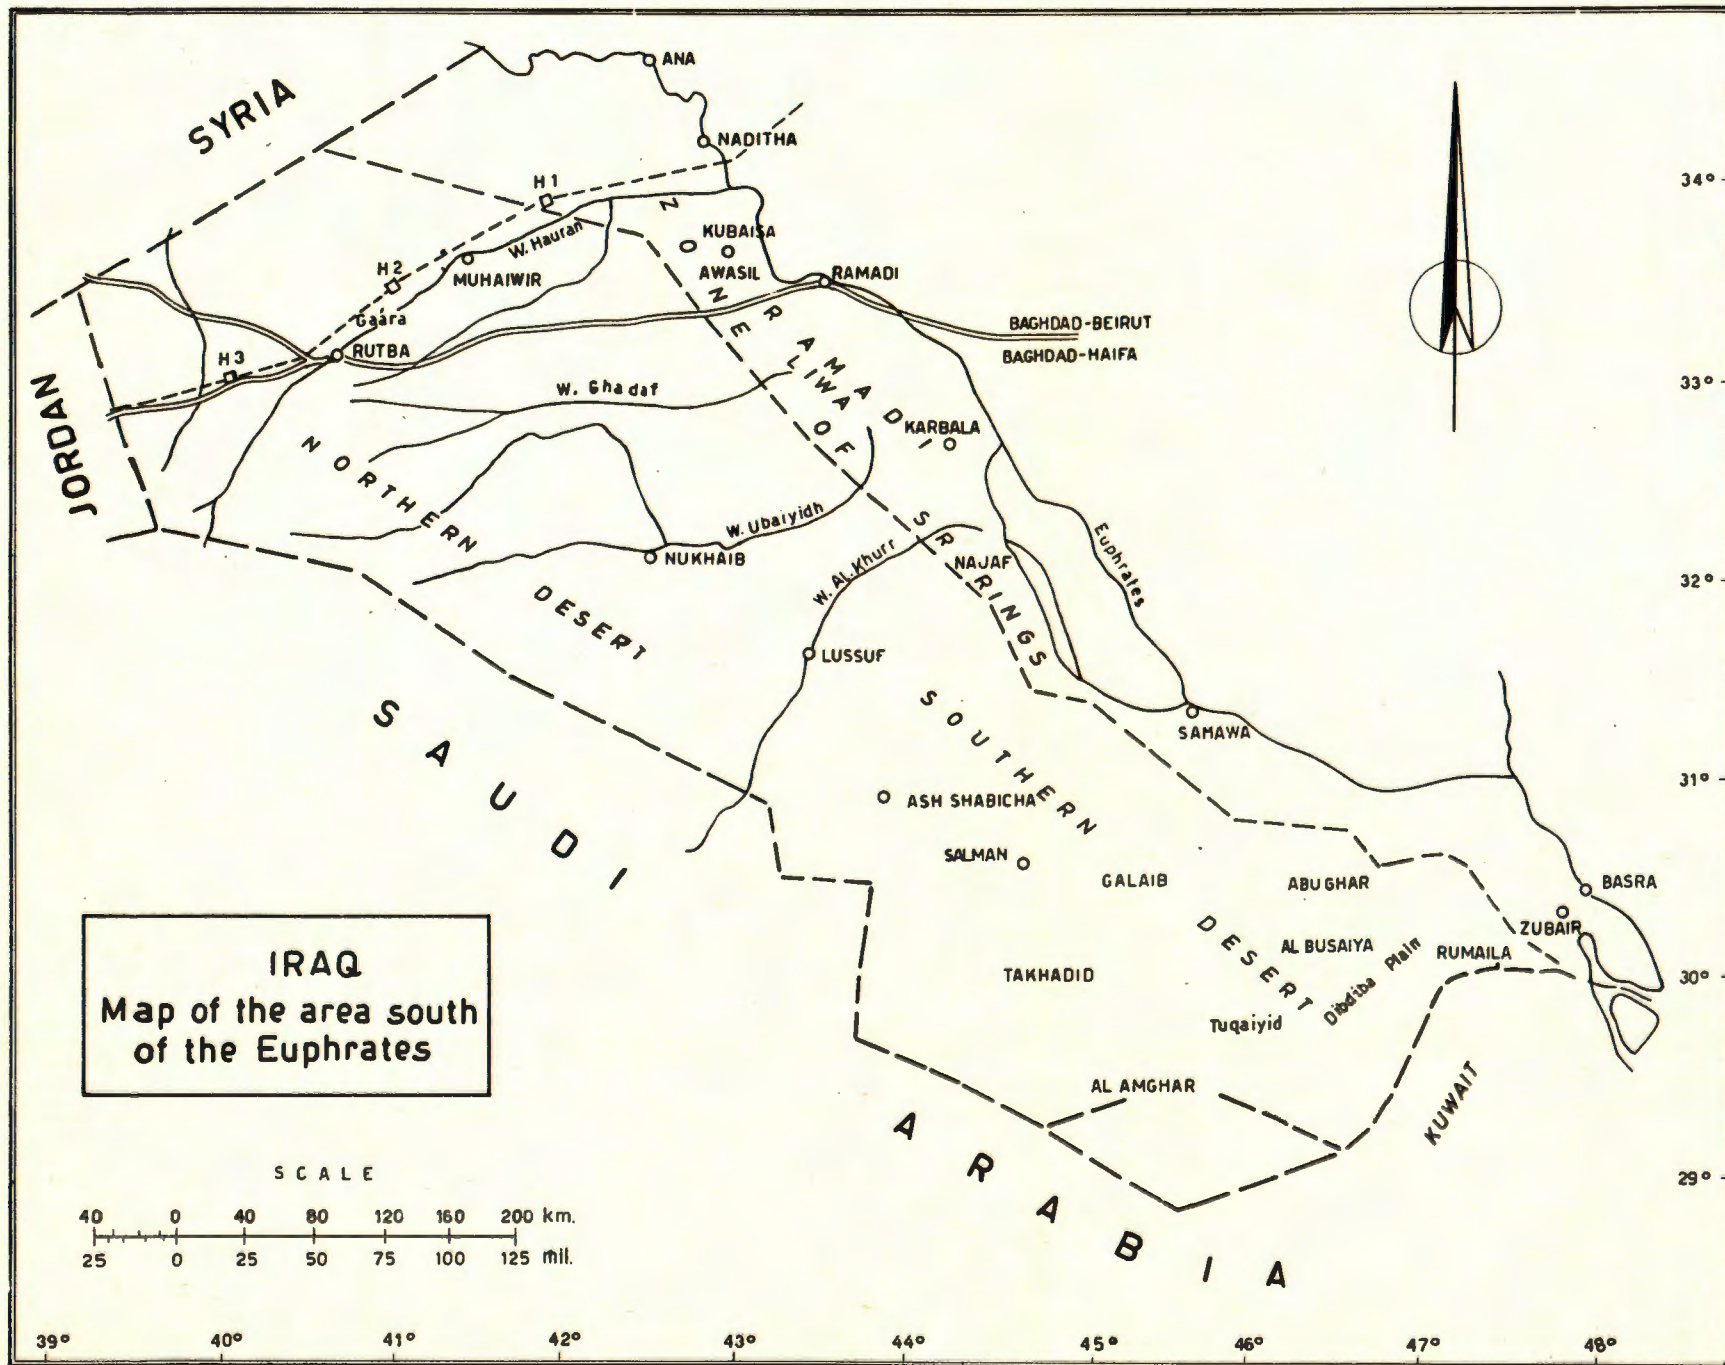 ANA
SYRIA
NADITHA
34°
H1
ZONE OF SPRINGS
KUBAISA
W. Hauran
H2
MUHAIWIR
AWASIL
RAMADI
LIWA RAMADI
Gaara
BAGHDAD-BEIRUT
RUTBA
BAGHDAD-HAIFA
H3
33°
W. Ghadaf
JORDAN
KARBALA
NORTHERN
W. Ubaiyidh
Euphrates
NUKHAIB
W. AL.Khurr
NAJAF
32°
DESERT
LUSSUF
SAUDI
SOUTHERN
SAMAWA
31°
ASH SHABICHA
SALMAN
GALAIB
ABU GHAR
BASRA
ZUBAIR
DESERT
AL BUSAIYA
RUMAILA
IRAQ
Map of the area south
of the Euphrates
TAKHADID
30°
Dibdiba Plain
Tuqaiyid
AL AMGHAR
KUWAIT
ARABIA
SCALE
29°
40 0 40 80 120 160 200 km.
25 0 25 50 75 100 125 mil.
39° 40° 41° 42° 43° 44° 45° 46° 47° 48°